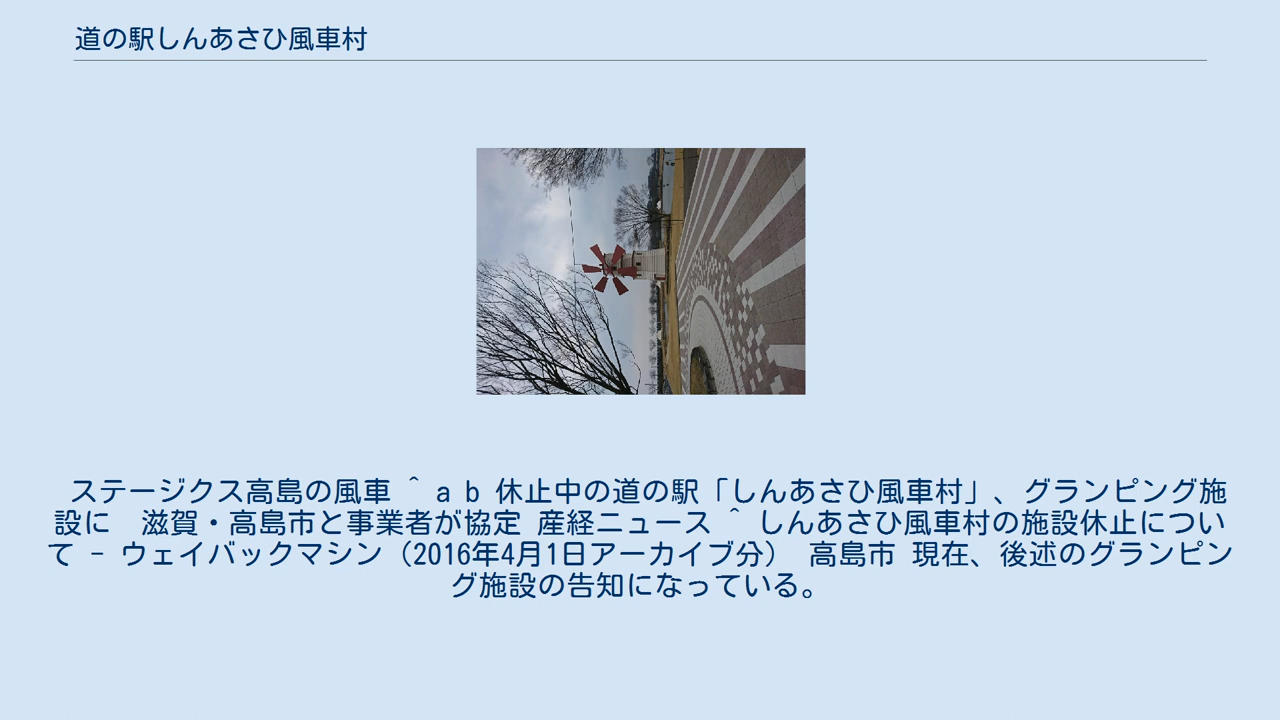 道の駅しんあさひ風車村
ステージクス高島の風車 ^ a b 休止中の道の駅「しんあさひ風車村」、グランピング施
設に　滋賀・高島市と事業者が協定 産経ニュース ^ しんあさひ風車村の施設休止につい
て - ウェイバックマシン（2016年4月1日アーカイブ分） 高島市 現在、後述のグランピン
グ施設の告知になっている。